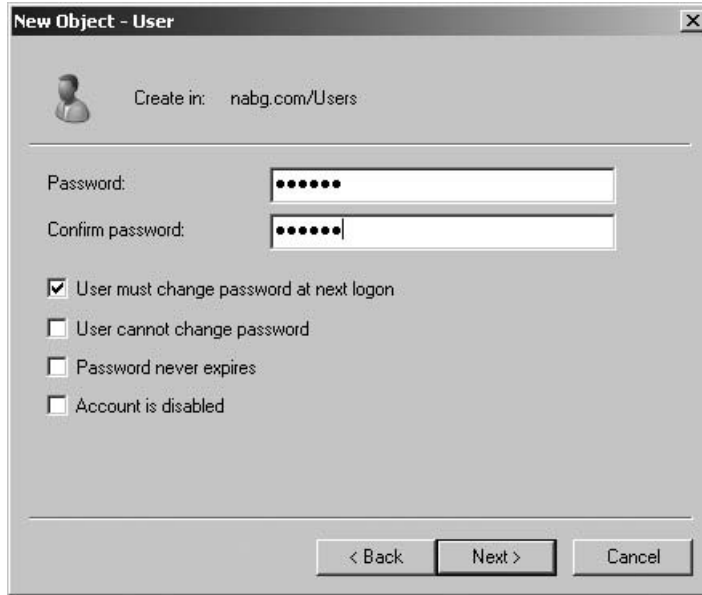 New Object - User
Create in: nabg.com/Users
Password: ●●●●●●
Confirm password: ●●●●●●
User must change password at next logon
User cannot change password
Password never expires
Account is disabled
< Back Next > Cancel